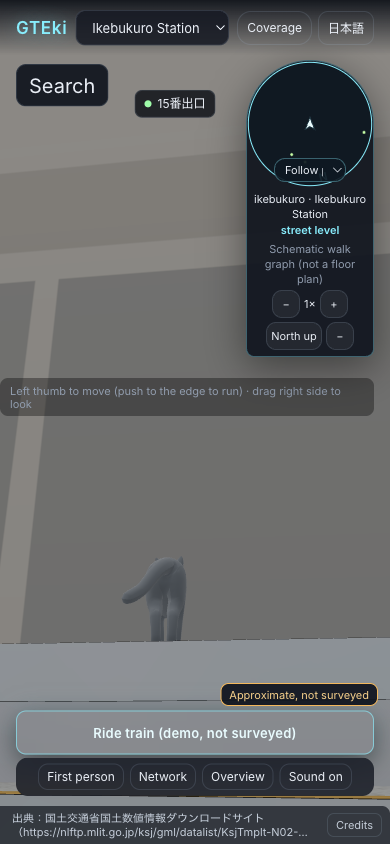 GTEki
Ikebukuro Station
Coverage
日本語
Search
15番出口
Follow
ikebukuro · Ikebukuro
Station
street level
Schematic walk
graph (not a floor
plan)
− 1× +
North up −
Left thumb to move (push to the edge to run) · drag right side to
look
Approximate, not surveyed
Ride train (demo, not surveyed)
First person
Network
Overview
Sound on
出典：国土交通省国土数値情報ダウンロードサイト
（https://nlftp.mlit.go.jp/ksj/gml/datalist/KsjTmplt-N02-...
Credits